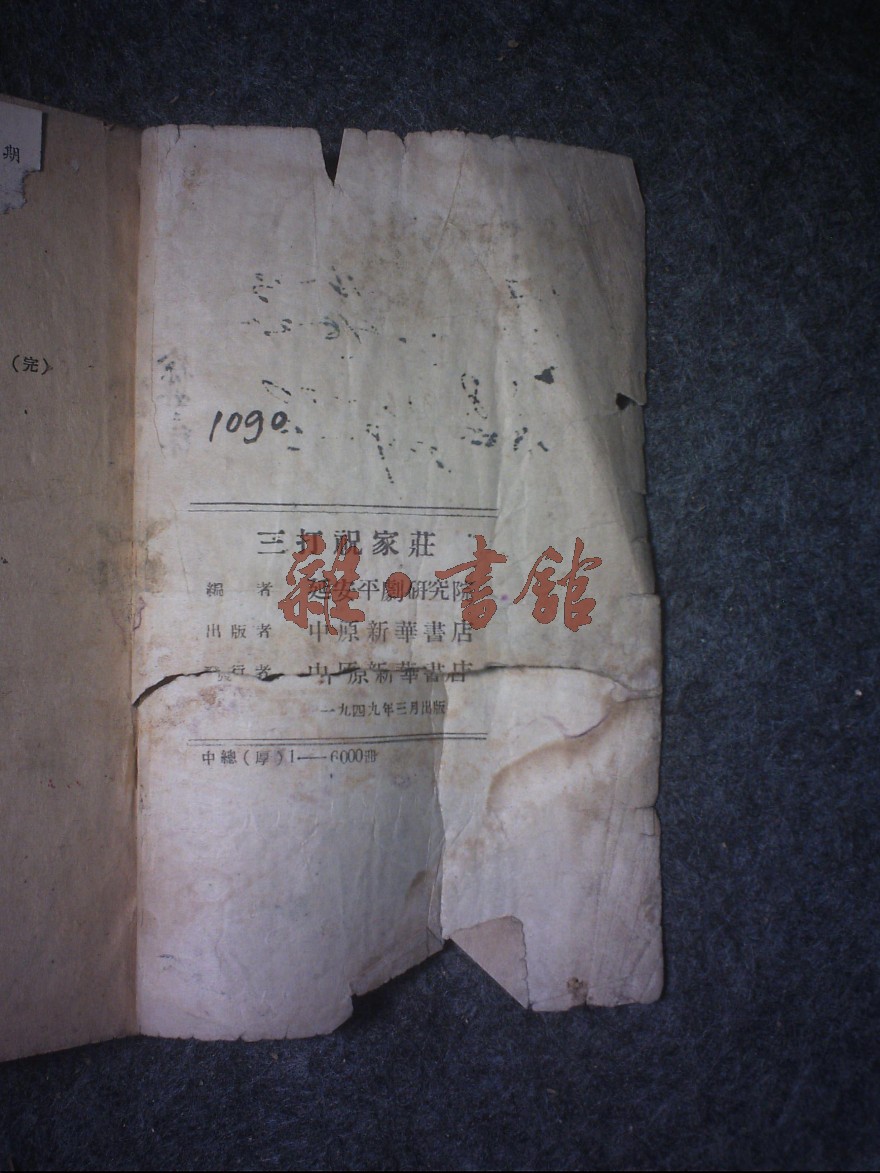 期
(完)
1090
三打祝家莊
編 者 延安平劇研究院
出版者 中原新華書店
發行者 中原新華書店
一九四九年三月出版
中總(厚)1——6000冊
雜·書館